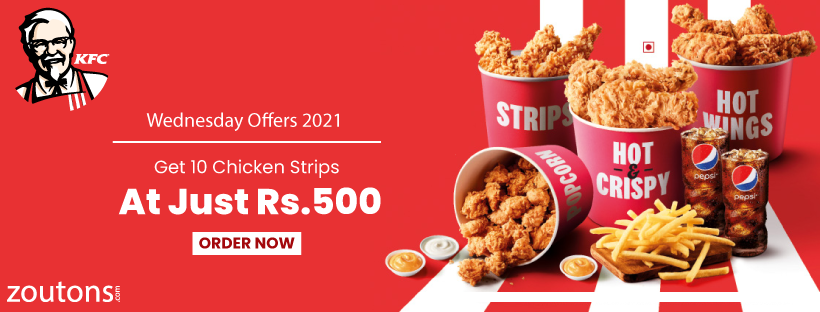 KFC
Wednesday Offers 2021
Get 10 Chicken Strips
At Just Rs.500
ORDER NOW
zoutons.com
STRIPS
HOT
WINGS
HOT
&
CRISPY
POPCORN
pepsi
pepsi